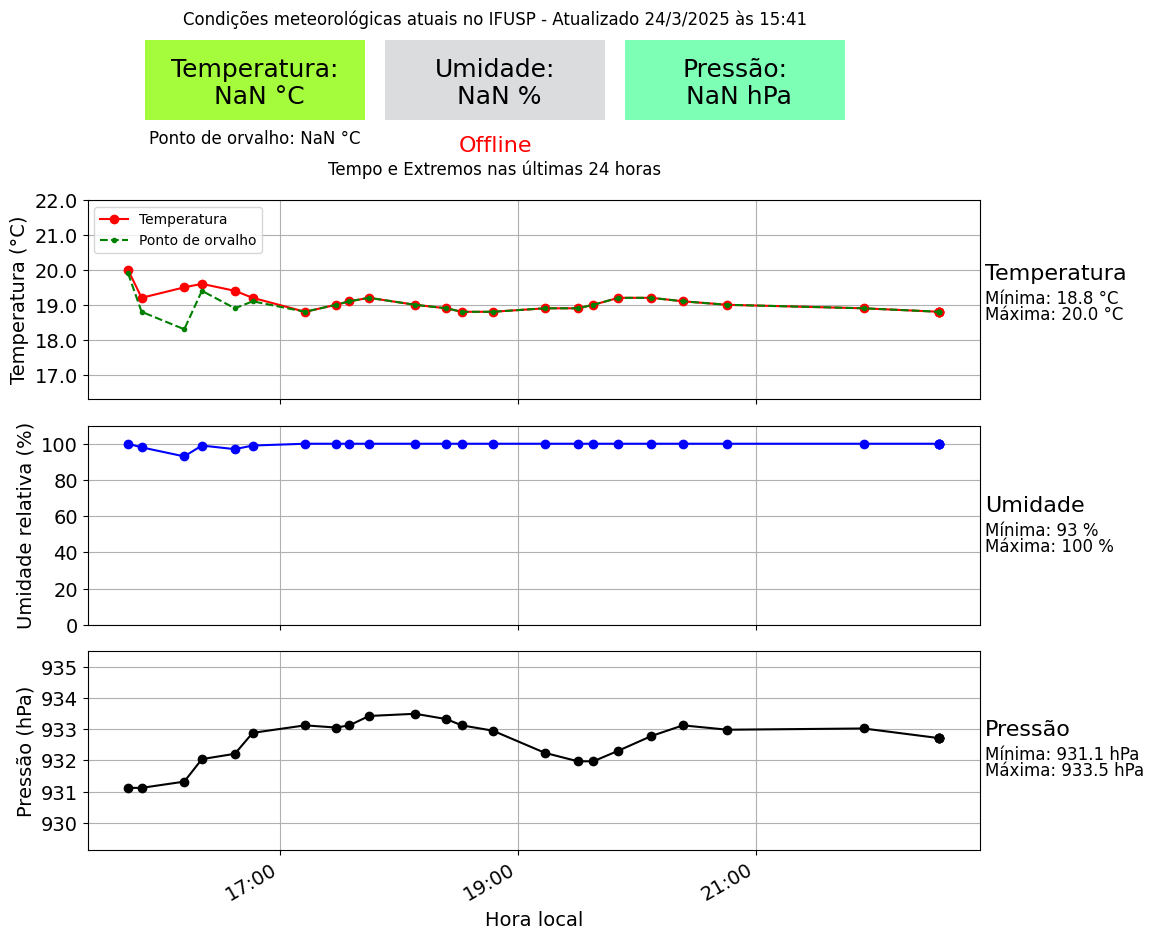 Condições meteorológicas atuais no IFUSP - Atualizado 24/3/2025 às 15:41
Temperatura:
NaN °C
Umidade:
NaN %
Pressão:
NaN hPa
Ponto de orvalho: NaN °C
Offline
Tempo e Extremos nas últimas 24 horas
Temperatura (°C)
22.0
21.0
20.0
19.0
18.0
17.0
Temperatura
Ponto de orvalho
Temperatura
Mínima: 18.8 °C
Máxima: 20.0 °C
Umidade relativa (%)
100
80
60
40
20
0
Umidade
Mínima: 93 %
Máxima: 100 %
Pressão (hPa)
935
934
933
932
931
930
Pressão
Mínima: 931.1 hPa
Máxima: 933.5 hPa
17:00
19:00
21:00
Hora local